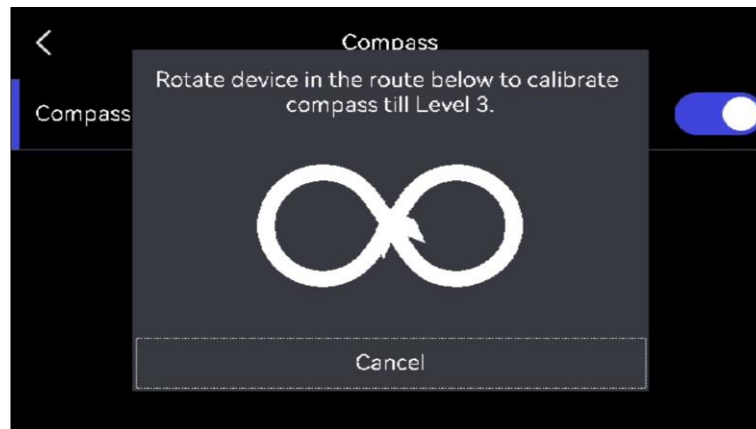 Compass
Rotate device in the route below to calibrate
compass till Level 3.
Compass
Cancel